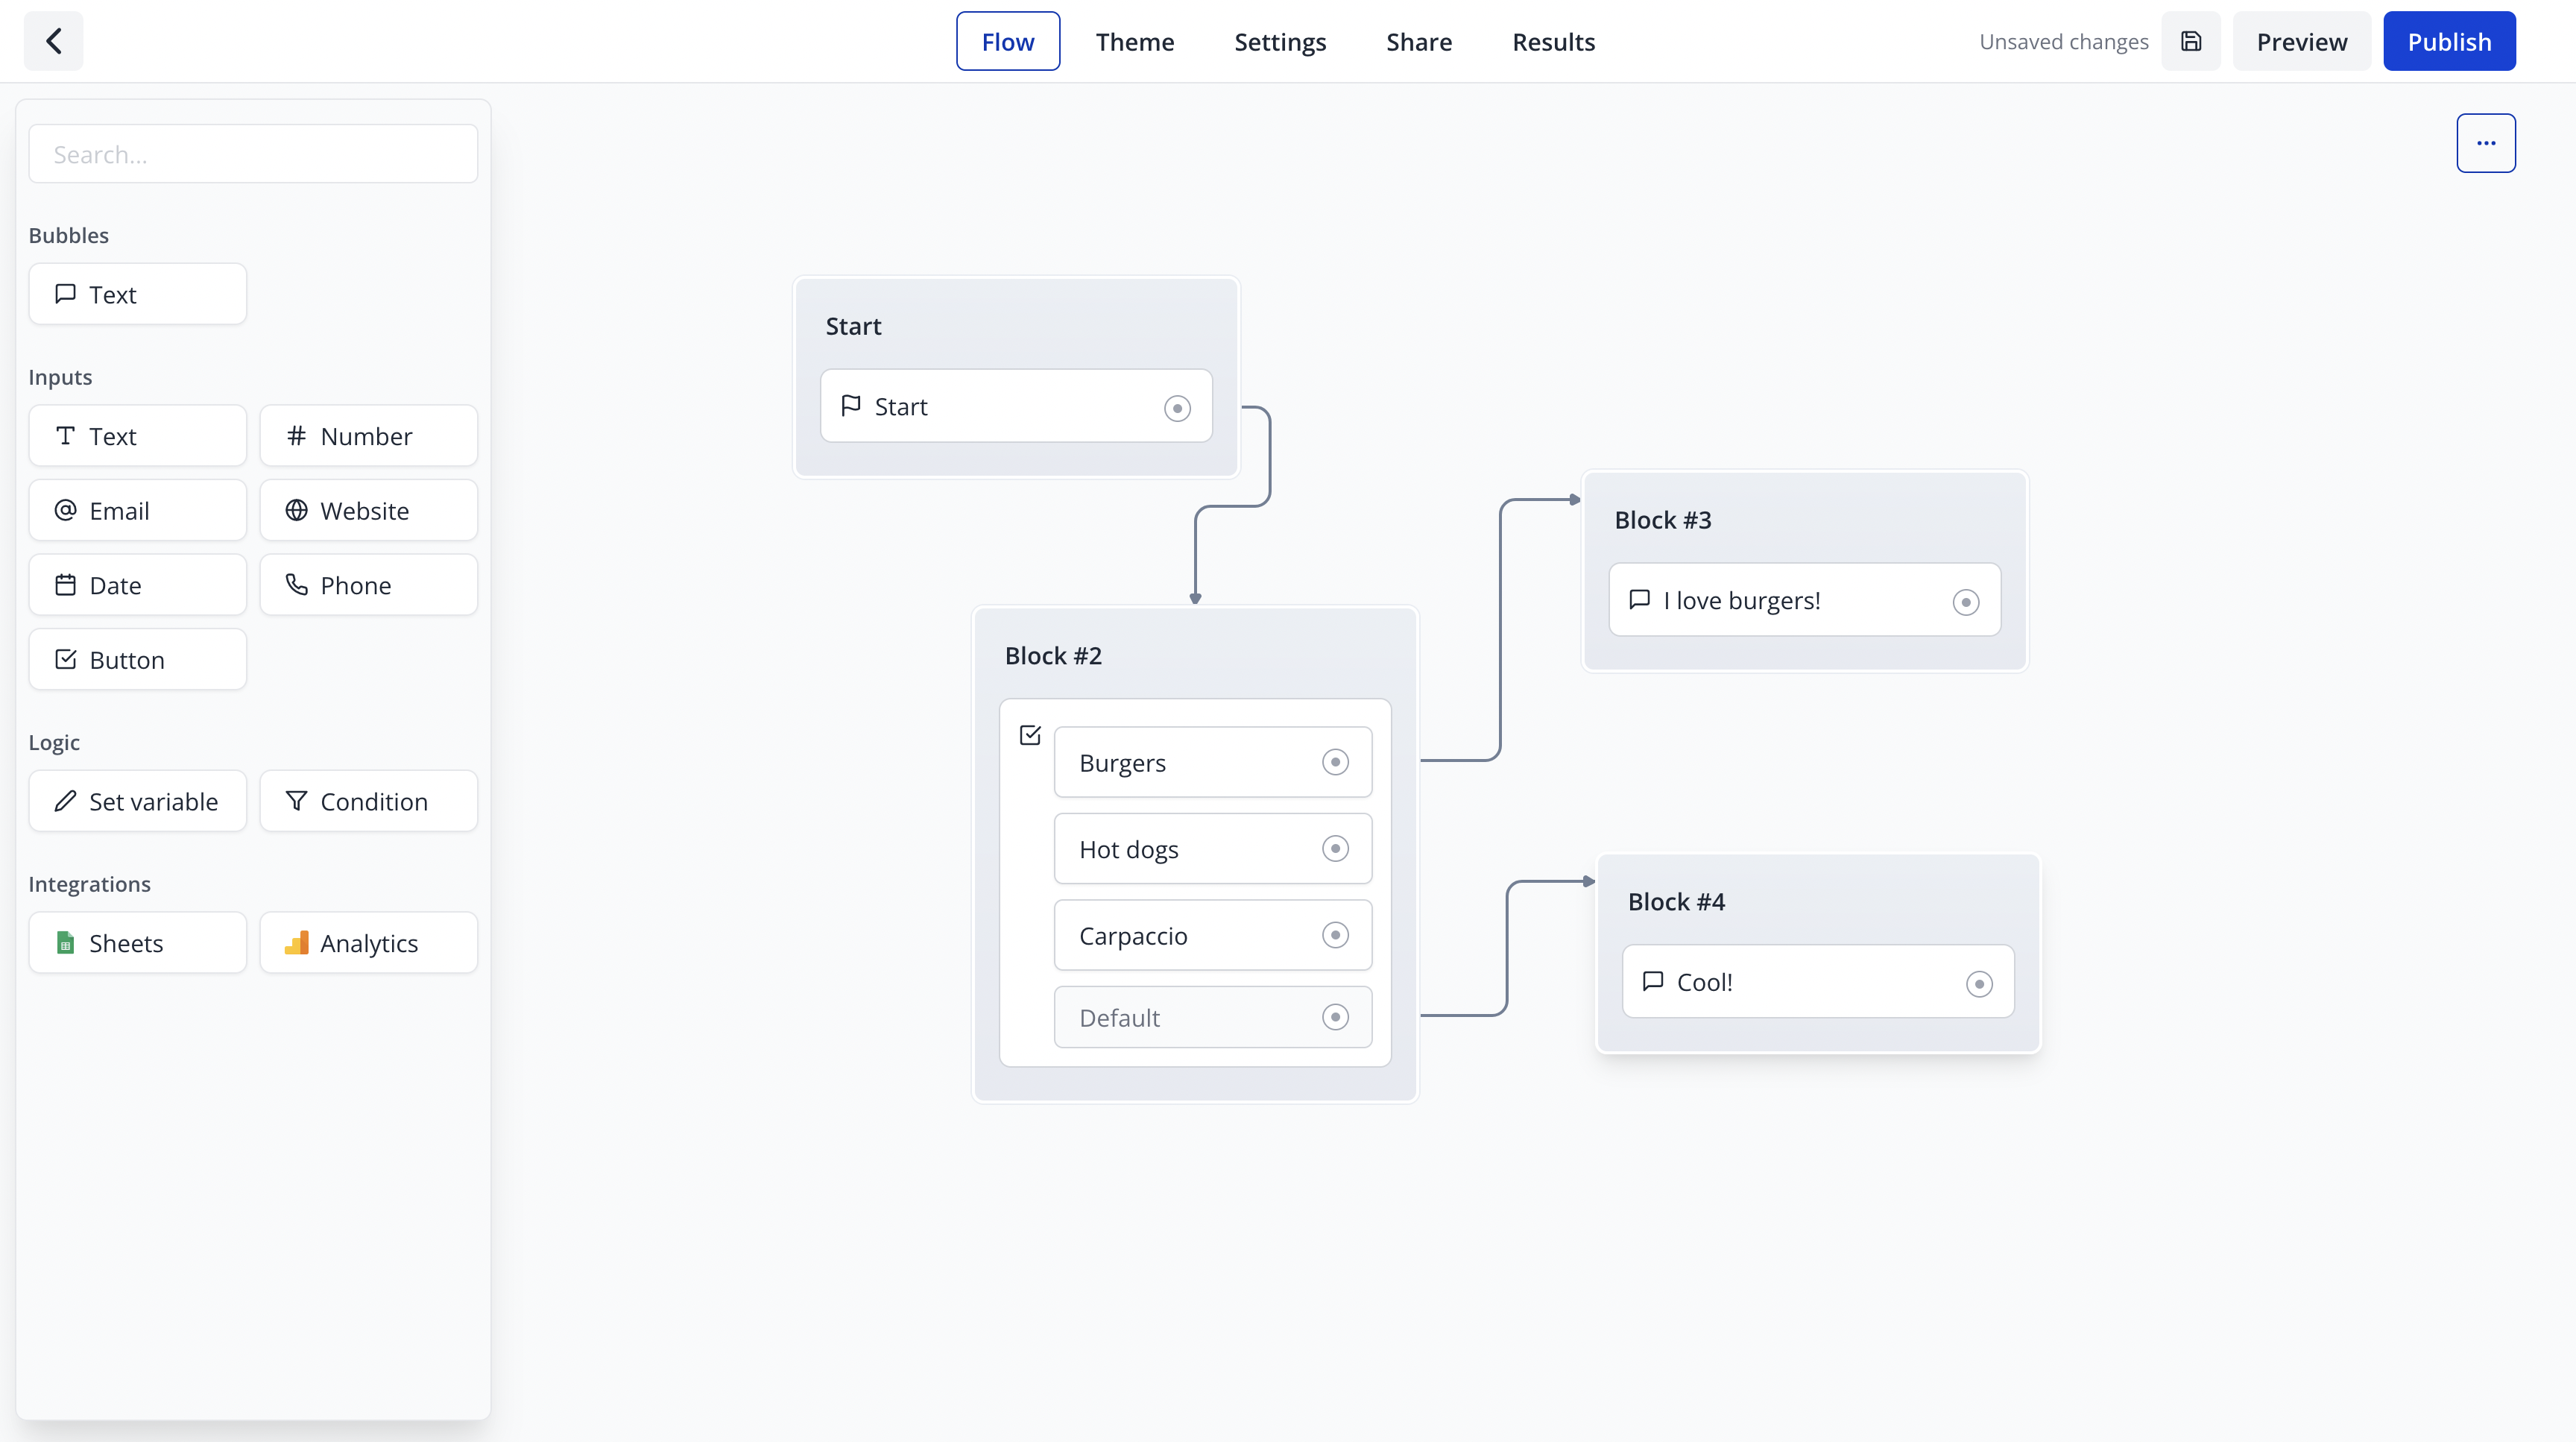 Flow Theme Settings Share Results Unsaved changes Preview Publish
Search...
Bubbles
Text
Inputs
Text Number
Email Website
Date Phone
Button
Logic
Set variable Condition
Integrations
Sheets Analytics
Start
Start
Block #2
Burgers
Hot dogs
Carpaccio
Default
Block #3
I love burgers!
Block #4
Cool!